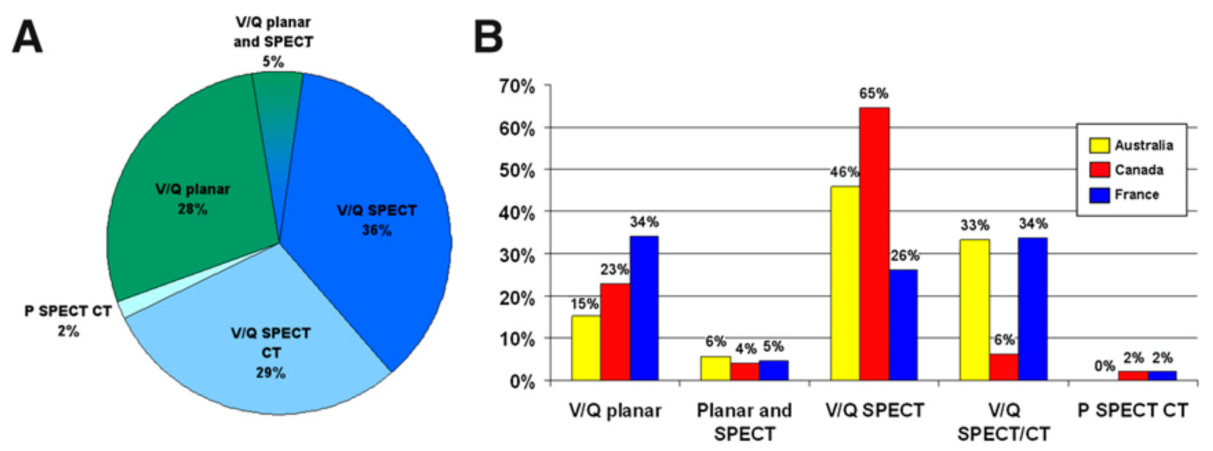 A
V/Q planar
and SPECT
5%
V/Q SPECT
36%
V/Q planar
28%
P SPECT CT
2%
V/Q SPECT
CT
29%
B
70%
60%
50%
40%
30%
20%
10%
0%
15%
23%
34%
6%
4%
5%
46%
65%
26%
33%
6%
34%
0%
2%
2%
Australia
Canada
France
V/Q planar
Planar and
SPECT
V/Q SPECT
V/Q
SPECT/CT
P SPECT CT